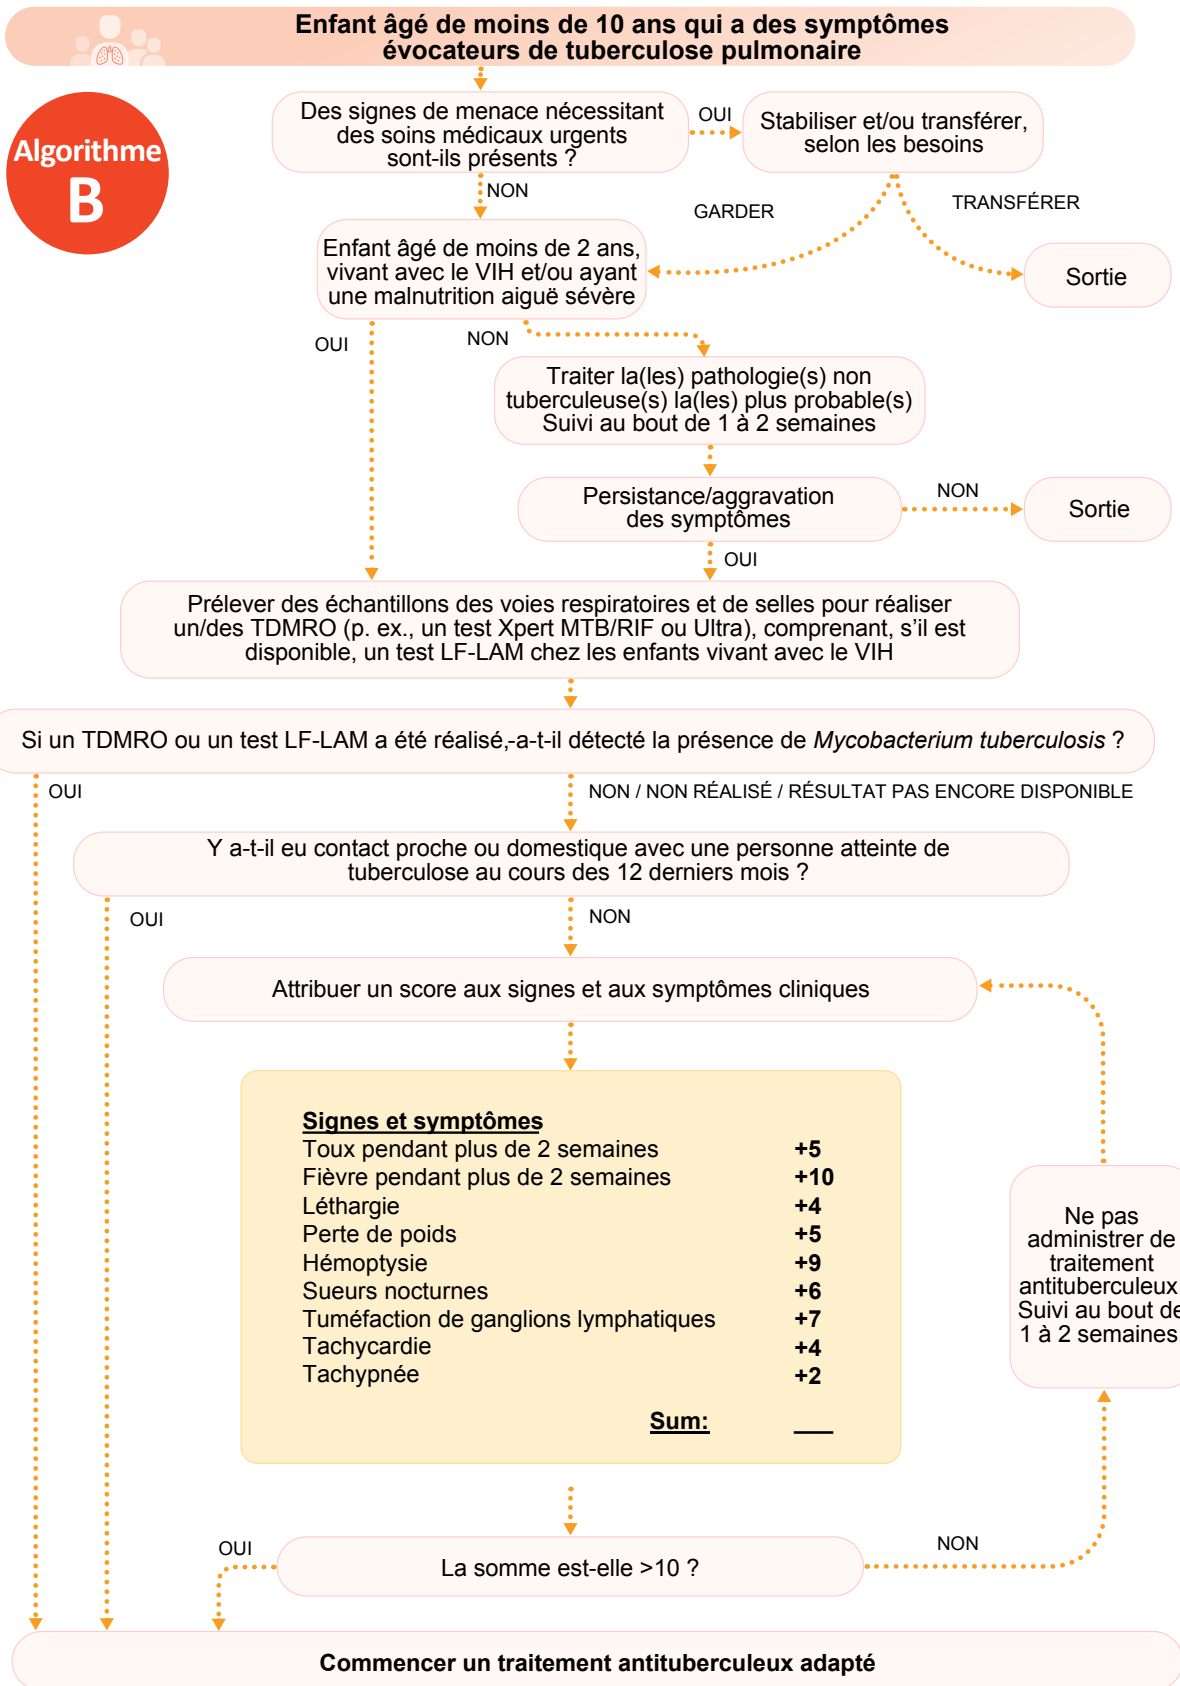 Enfant âgé de moins de 10 ans qui a des symptômes
évocateurs de tuberculose pulmonaire
Algorithme
B
Des signes de menace nécessitant
des soins médicaux urgents
sont-ils présents ?
OUI
Stabiliser et/ou transférer,
selon les besoins
NON
GARDER
TRANSFÉRER
Enfant âgé de moins de 2 ans,
vivant avec le VIH et/ou ayant
une malnutrition aiguë sévère
Sortie
OUI
NON
Traiter la(les) pathologie(s) non
tuberculeuse(s) la(les) plus probable(s)
Suivi au bout de 1 à 2 semaines
Persistance/aggravation
des symptômes
NON
Sortie
OUI
Prélever des échantillons des voies respiratoires et de selles pour réaliser
un/des TDMRO (p. ex., un test Xpert MTB/RIF ou Ultra), comprenant, s'il est
disponible, un test LF-LAM chez les enfants vivant avec le VIH
Si un TDMRO ou un test LF-LAM a été réalisé,-a-t-il détecté la présence de Mycobacterium tuberculosis ?
OUI
NON / NON RÉALISÉ / RÉSULTAT PAS ENCORE DISPONIBLE
Y a-t-il eu contact proche ou domestique avec une personne atteinte de
tuberculose au cours des 12 derniers mois ?
OUI
NON
Attribuer un score aux signes et aux symptômes cliniques
Signes et symptômes
Toux pendant plus de 2 semaines +5
Fièvre pendant plus de 2 semaines +10
Léthargie +4
Perte de poids +5
Hémoptysie +9
Sueurs nocturnes +6
Tuméfaction de ganglions lymphatiques +7
Tachycardie +4
Tachypnée +2
Sum: ___
Ne pas
administrer de
traitement
antituberculeux
Suivi au bout de
1 à 2 semaines
La somme est-elle >10 ?
OUI
NON
Commencer un traitement antituberculeux adapté